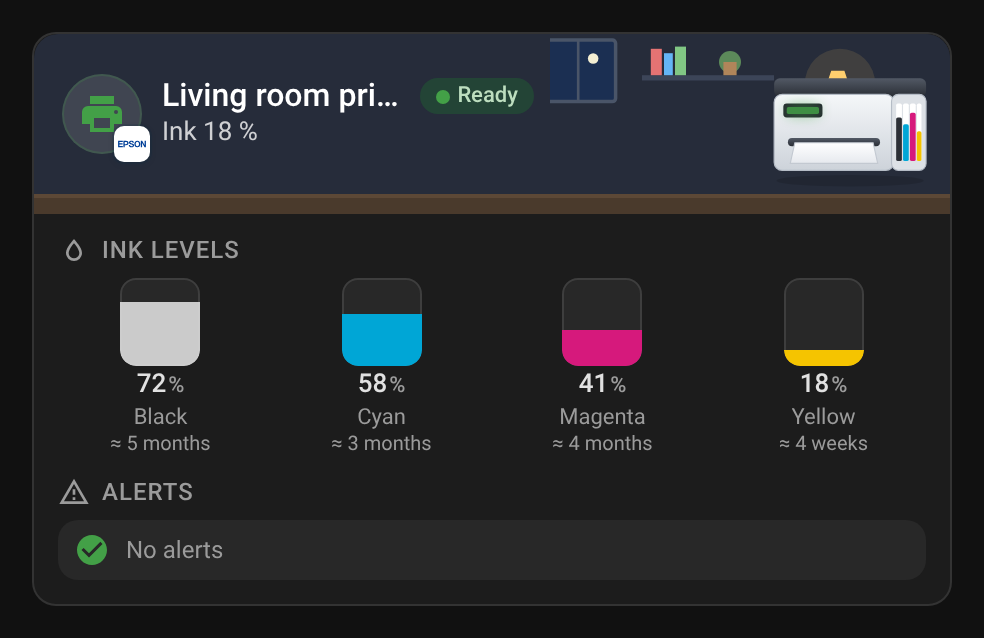 Living room pri...
Ready
Ink 18 %
EPSON
INK LEVELS
72%
58%
41%
18%
Black
Cyan
Magenta
Yellow
≈ 5 months
≈ 3 months
≈ 4 months
≈ 4 weeks
ALERTS
No alerts